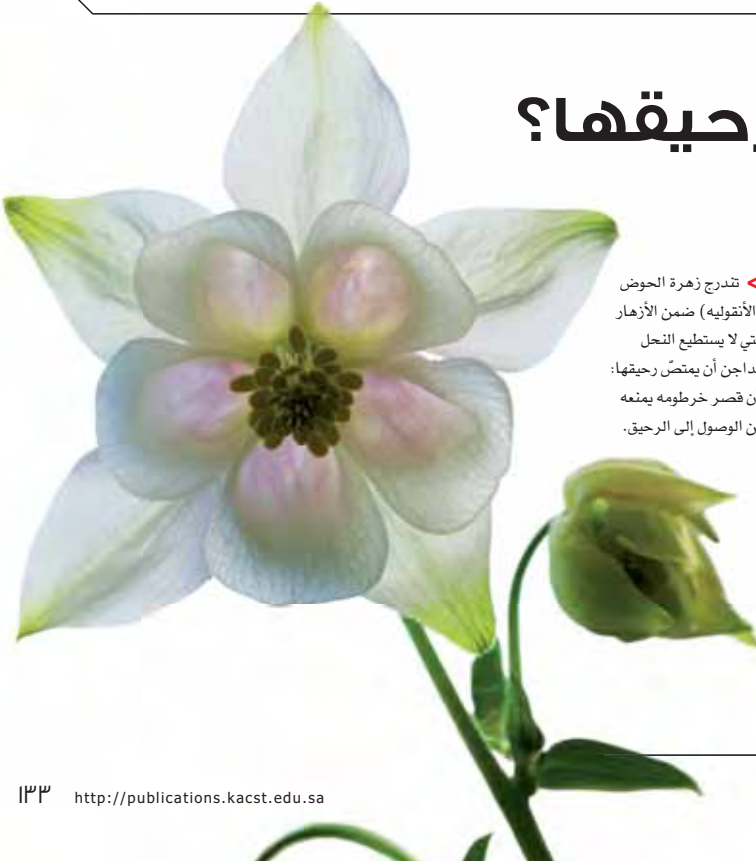 رحيقها؟
> تندرج زهرة الحوض
الأنقوليه) ضمن الأزهار
تي لا يستطيع النحل
داجن أن يمتصّ رحيقها:
ن قصر خرطومه يمنعه
ن الوصول إلى الرحيق.
١٣٣ http://publications.kacst.edu.sa